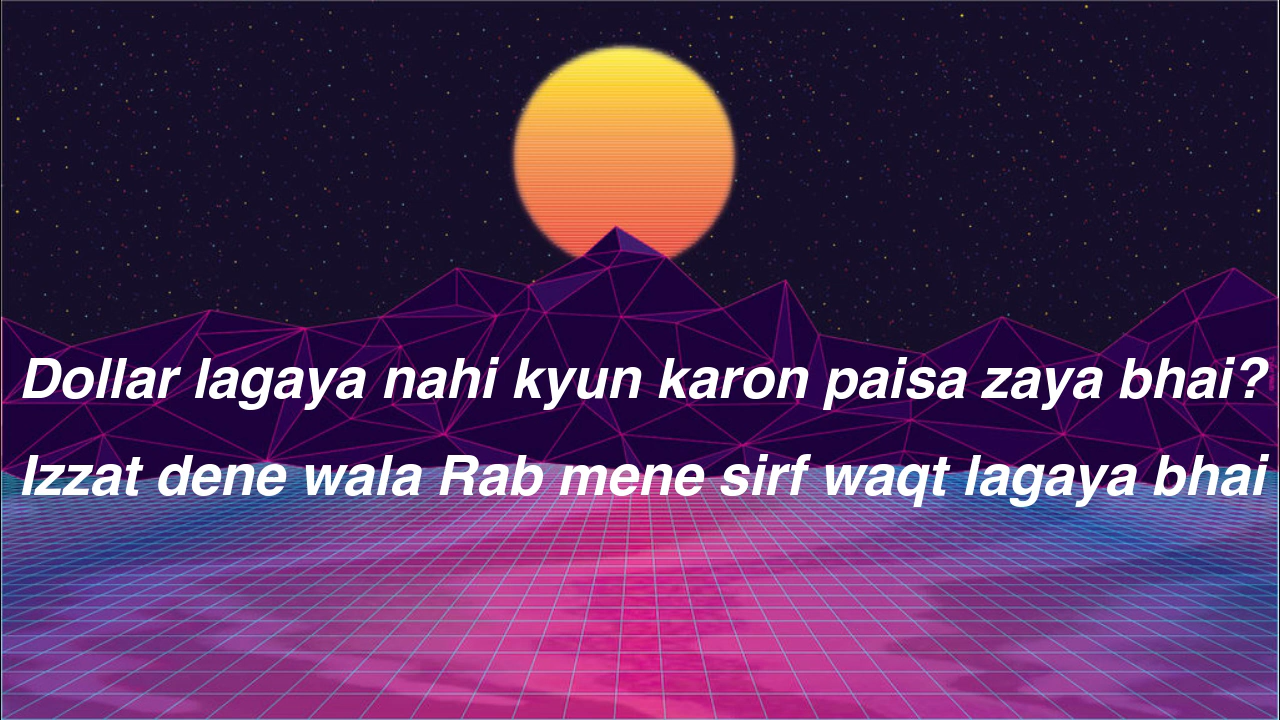 Dollar lagaya nahi kyun karon paisa zaya bhai?
Izzat dene wala Rab mene sirf waqt lagaya bhai